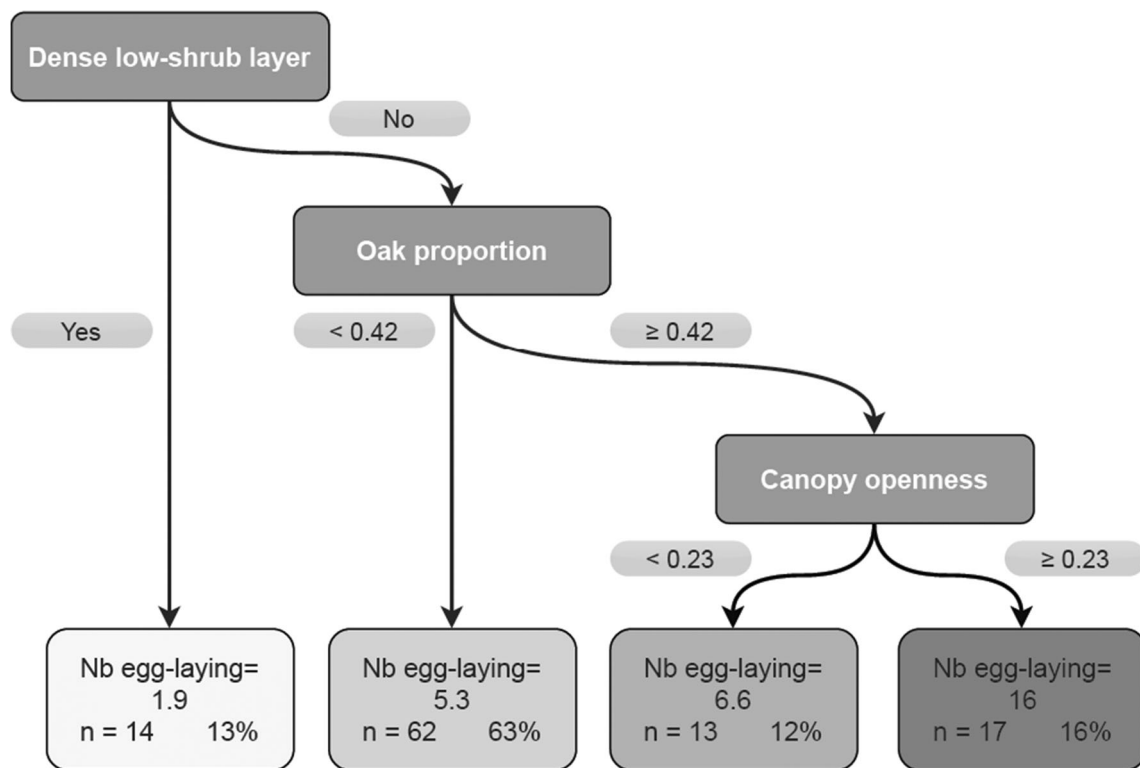 Dense low-shrub layer
No
Oak proportion
Yes
< 0.42
≥ 0.42
Canopy openness
< 0.23
≥ 0.23
Nb egg-laying=
1.9
n = 14 13%
Nb egg-laying=
5.3
n = 62 63%
Nb egg-laying=
6.6
n = 13 12%
Nb egg-laying=
16
n = 17 16%